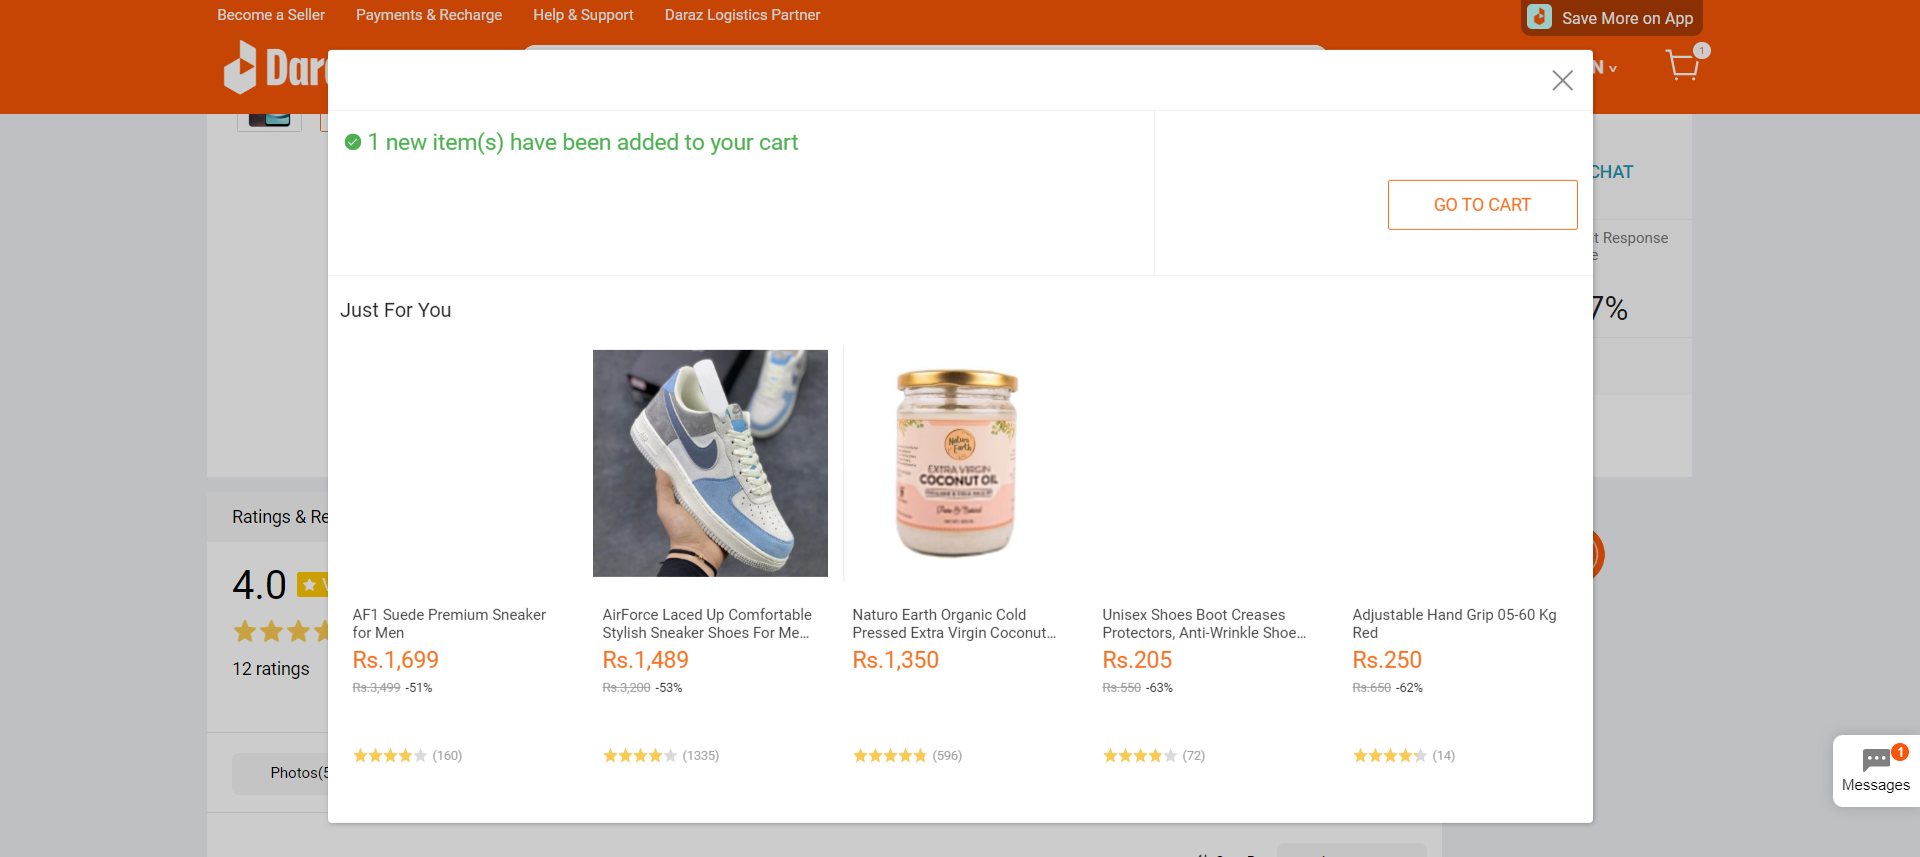 Become a Seller
Payments & Recharge
Help & Support
Daraz Logistics Partner
Save More on App
1
1 new item(s) have been added to your cart
CHAT
GO TO CART
Response
7%
Just For You
Naturo
Earth
EXTRA VIRGIN
COCONUT OIL
Ratings &
4.0
12 ratings
AF1 Suede Premium Sneaker
for Men
Rs.1,699
Rs.3,499 -51%
(160)
AirForce Laced Up Comfortable
Stylish Sneaker Shoes For Me...
Rs.1,489
Rs.3,200 -53%
(1335)
Naturo Earth Organic Cold
Pressed Extra Virgin Coconut...
Rs.1,350
(596)
Unisex Shoes Boot Creases
Protectors, Anti-Wrinkle Shoe...
Rs.205
Rs.550 -63%
(72)
Adjustable Hand Grip 05-60 Kg
Red
Rs.250
Rs.650 -62%
(14)
Photos(5
1
Messages